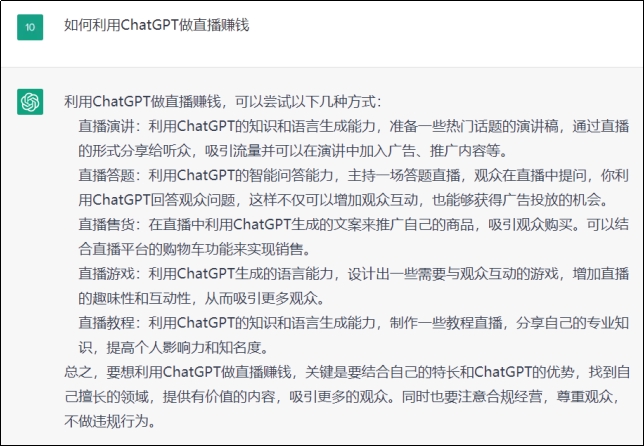 10
如何利用ChatGPT做直播赚钱
利用ChatGPT做直播赚钱，可以尝试以下几种方式：
直播演讲：利用ChatGPT的知识和语言生成能力，准备一些热门话题的演讲稿，通过直播
的形式分享给听众，吸引流量并可以在演讲中加入广告、推广内容等。
直播答题：利用ChatGPT的智能问答能力，主持一场答题直播，观众在直播中提问，你利
用ChatGPT回答观众问题，这样不仅可以增加观众互动，也能够获得广告投放的机会。
直播售货：在直播中利用ChatGPT生成的文案来推广自己的商品，吸引观众购买。可以结
合直播平台的购物车功能来实现销售。
直播游戏：利用ChatGPT生成的语言能力，设计出一些需要与观众互动的游戏，增加直播
的趣味性和互动性，从而吸引更多观众。
直播教程：利用ChatGPT的知识和语言生成能力，制作一些教程直播，分享自己的专业知
识，提高个人影响力和知名度。
总之，要想利用ChatGPT做直播赚钱，关键是要结合自己的特长和ChatGPT的优势，找到自
己擅长的领域，提供有价值的内容，吸引更多的观众。同时也要注意合规经营，尊重观众，
不做违规行为。